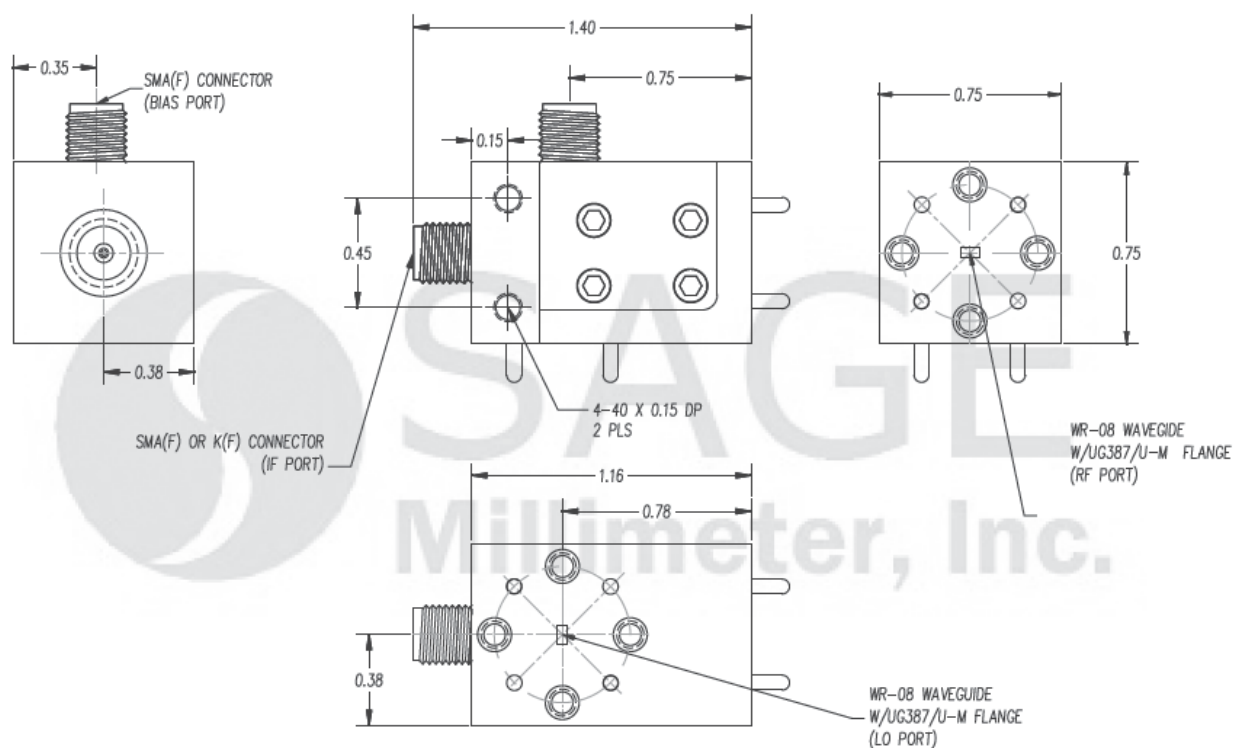 1.40
0.35
SMA(F) CONNECTOR
(BIAS PORT)
0.75
0.75
0.15
0.45
0.75
0.38
4-40 X 0.15 DP
2 PLS
SMA(F) OR K(F) CONNECTOR
(IF PORT)
WR-08 WAVEGIDE
W/UG387/U-M FLANGE
(RF PORT)
1.16
0.78
0.38
WR-08 WAVEGUIDE
W/UG387/U-M FLANGE
(LO PORT)
SAGE
Millimeter, Inc.